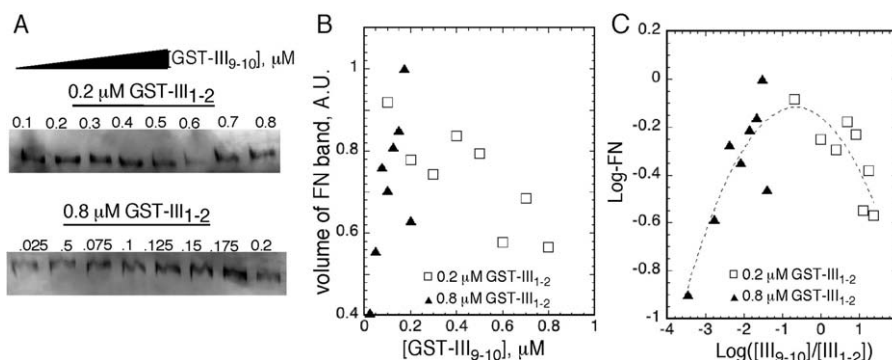 A
[GST-III9-10], μM
0.2 μM GST-III1-2
0.1 0.2 0.3 0.4 0.5 0.6 0.7 0.8
0.8 μM GST-III1-2
.025 .5 .075 .1 .125 .15 .175 0.2
B
volume of FN band, A.U.
1
0.8
0.6
0.4
□ 0.2 μM GST-III1-2
▲ 0.8 μM GST-III1-2
0 0.2 0.4 0.6 0.8 1
[GST-III9-10], μM
C
Log-FN
0.2
-0
-0.2
-0.4
-0.6
-0.8
-1
□ 0.2 μM GST-III1-2
▲ 0.8 μM GST-III1-2
-4 -3 -2 -1 0 1
Log([III9-10]/[III1-2])